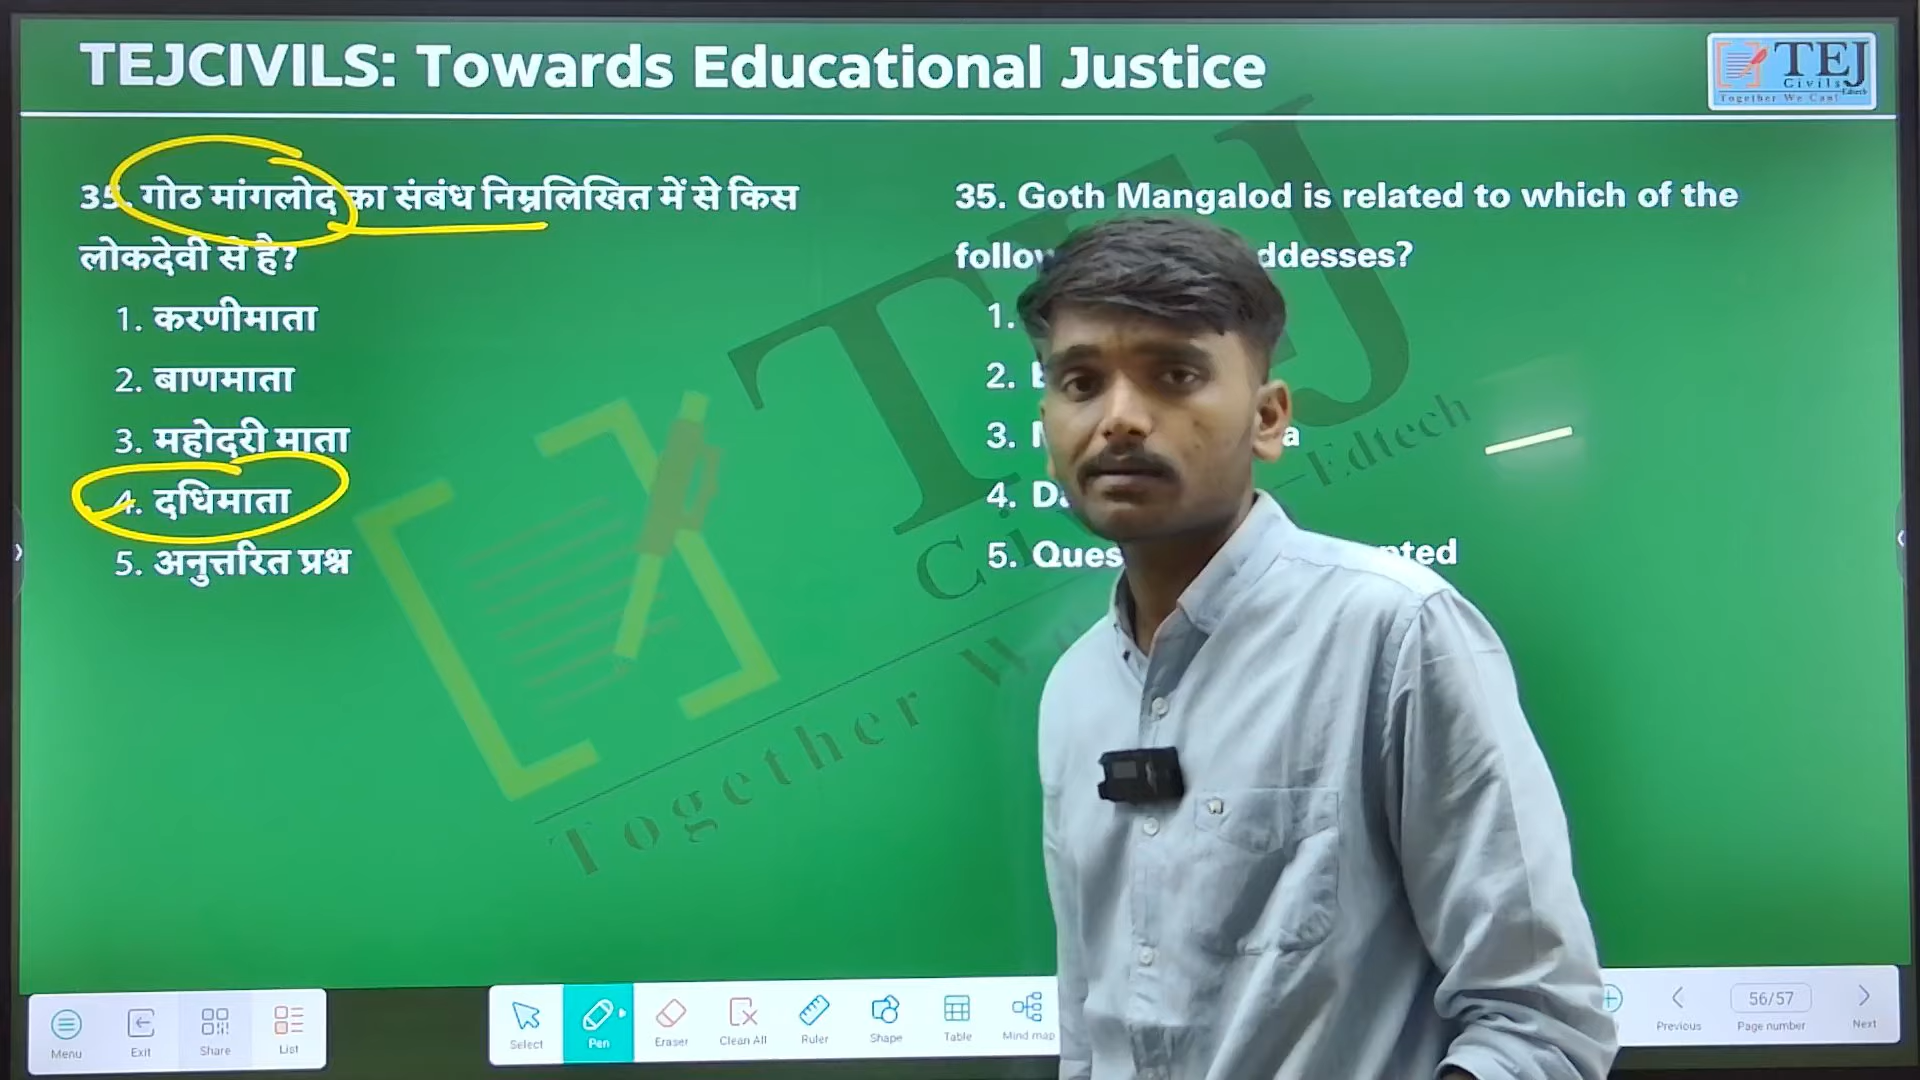 TEJCIVILS: Towards Educational Justice
TEJ
Civils
Edtech
Together We Can!
35. गोठ मांगलोद का संबंध निम्नलिखित में से किस
लोकदेवी से है?
1. करणीमाता
2. बाणमाता
3. महोदरी माता
4. दधिमाता
5. अनुत्तरित प्रश्न
35. Goth Mangalod is related to which of the
ddesses?
1.
2.
3.
4.
5.
TEJ
Edtech
Together
Menu
Exit
Share
List
Select
Pen
Eraser
Clean All
Ruler
Shape
Table
Mind map
Previous
56/57
Page number
Next